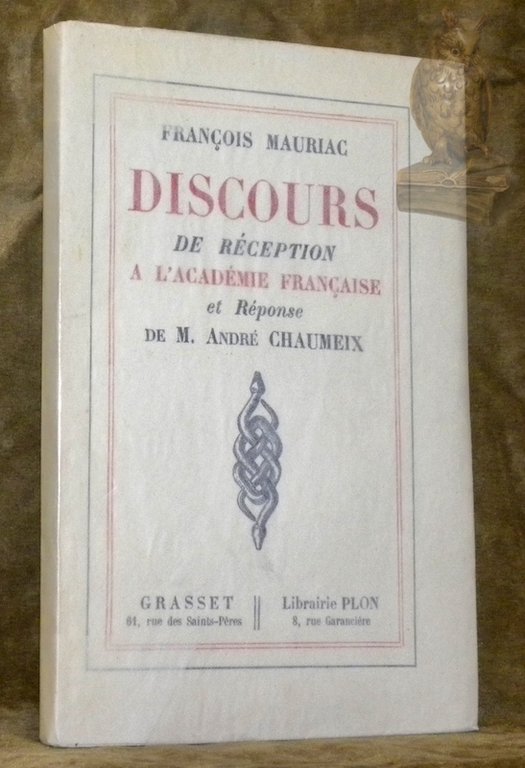 FRANÇOIS MAURIAC
DISCOURS
DE RÉCEPTION
A L'ACADÉMIE FRANÇAISE
et Réponse
DE M. ANDRÉ CHAUMEIX
GRASSET
61, rue des Saints-Pères
Librairie PLON
8, rue Garancière